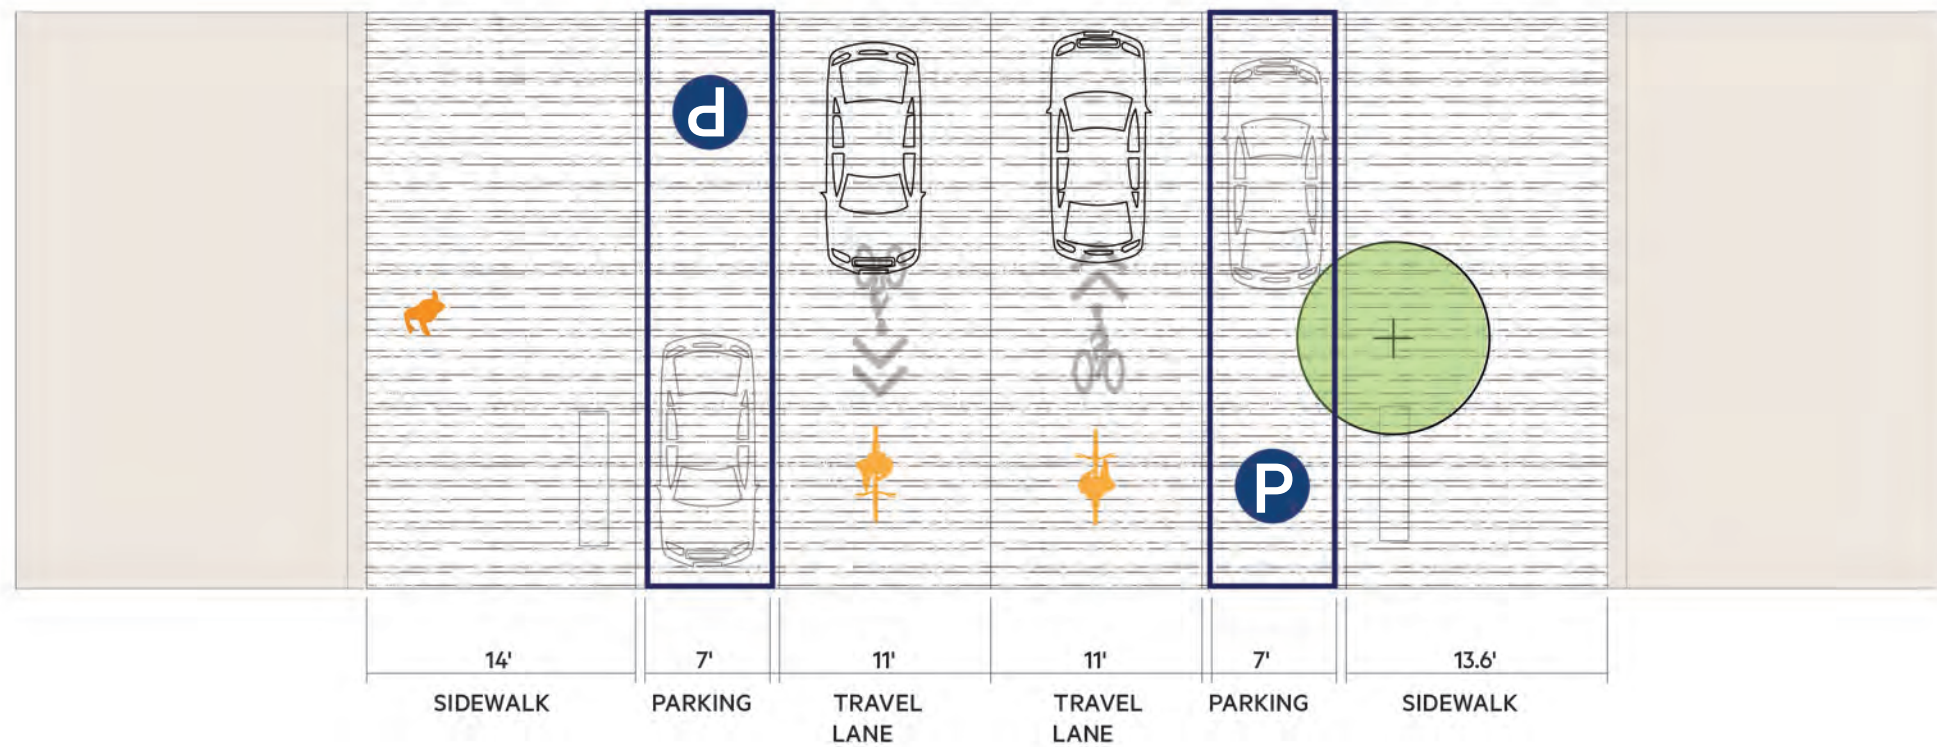 P
P
14'
7'
11'
11'
7'
13.6'
SIDEWALK
PARKING
TRAVEL
LANE
TRAVEL
LANE
PARKING
SIDEWALK